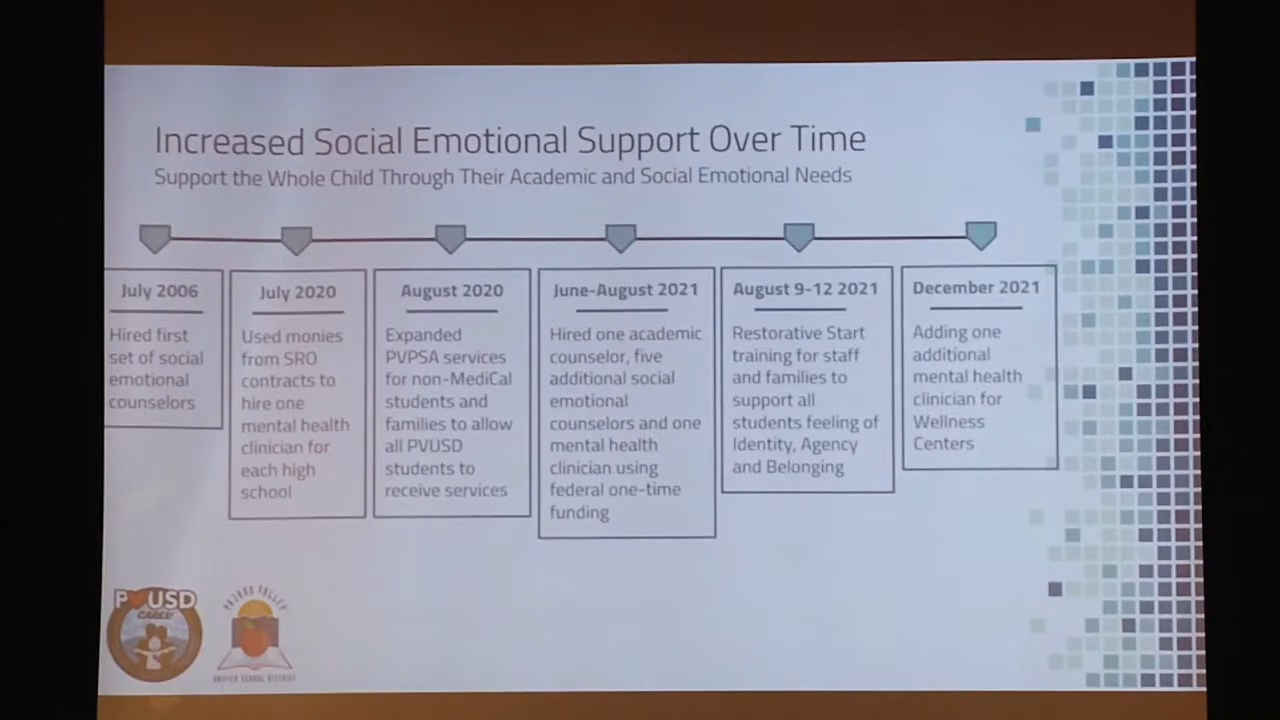 Increased Social Emotional Support Over Time
Support the Whole Child Through Their Academic and Social Emotional Needs
July 2006
Hired first
set of social
emotional
counselors
July 2020
Used monies
from SRO
contracts to
hire one
mental health
clinician for
each high
school
August 2020
Expanded
PVPSA services
for non-MediCal
students and
families to allow
all PVUSD
students to
receive services
June-August 2021
Hired one academic
counselor, five
additional social
emotional
counselors and one
mental health
clinician using
federal one-time
funding
August 9-12 2021
Restorative Start
training for staff
and families to
support all
students feeling of
Identity, Agency
and Belonging
December 2021
Adding one
additional
mental health
clinician for
Wellness
Centers
PVUSD
CARES!
PAJARO VALLEY
UNIFIED SCHOOL DISTRICT